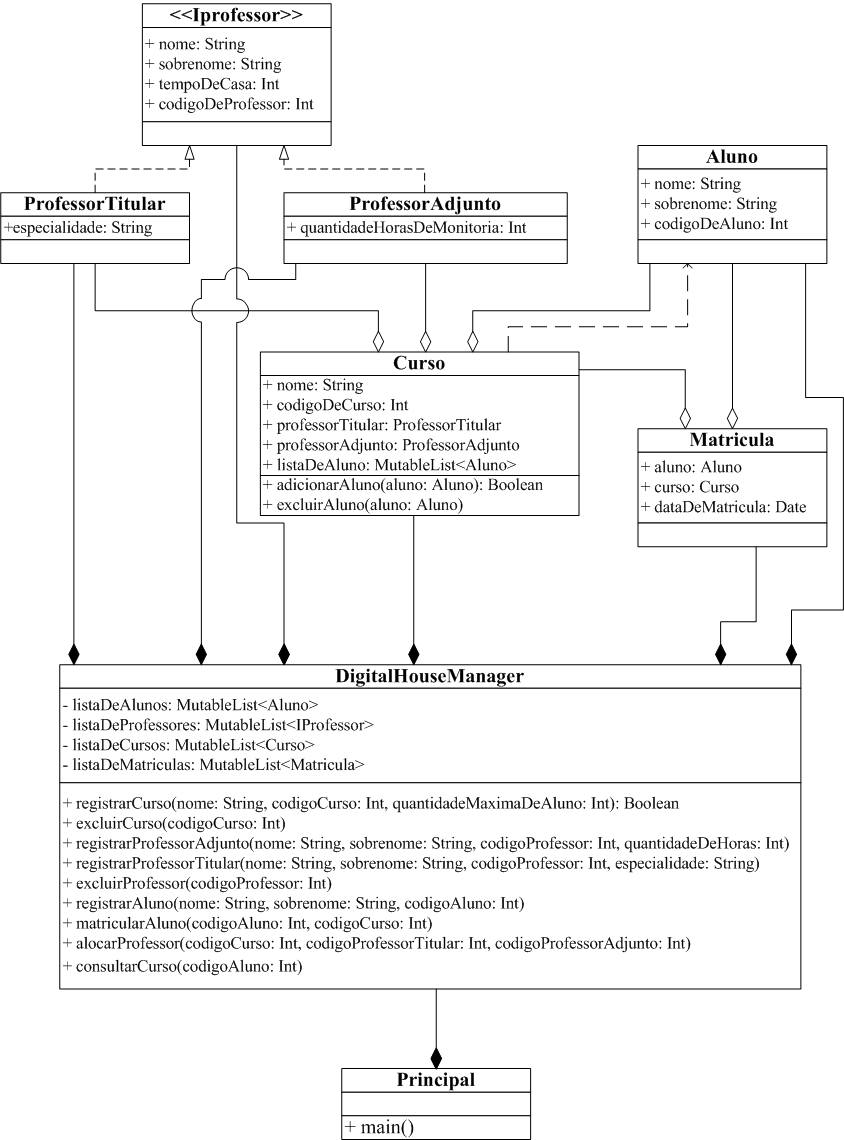 <<Iprofessor>>
+ nome: String
+ sobrenome: String
+ tempoDeCasa: Int
+ codigoDeProfessor: Int
Aluno
+ nome: String
+ sobrenome: String
+ codigoDeAluno: Int
ProfessorTitular
+especialidade: String
ProfessorAdjunto
+ quantidadeHorasDeMonitoria: Int
Curso
+ nome: String
+ codigoDeCurso: Int
+ professorTitular: ProfessorTitular
+ professorAdjunto: ProfessorAdjunto
+ listaDeAluno: MutableList<Aluno>
+ adicionarAluno(aluno: Aluno): Boolean
+ excluirAluno(aluno: Aluno)
Matricula
+ aluno: Aluno
+ curso: Curso
+ dataDeMatricula: Date
DigitalHouseManager
- listaDeAlunos: MutableList<Aluno>
- listaDeProfessores: MutableList<IProfessor>
- listaDeCursos: MutableList<Curso>
- listaDeMatriculas: MutableList<Matricula>
+ registrarCurso(nome: String, codigoCurso: Int, quantidadeMaximaDeAluno: Int): Boolean
+ excluirCurso(codigoCurso: Int)
+ registrarProfessorAdjunto(nome: String, sobrenome: String, codigoProfessor: Int, quantidadeDeHoras: Int)
+ registrarProfessorTitular(nome: String, sobrenome: String, codigoProfessor: Int, especialidade: String)
+ excluirProfessor(codigoProfessor: Int)
+ registrarAluno(nome: String, sobrenome: String, codigoAluno: Int)
+ matricularAluno(codigoAluno: Int, codigoCurso: Int)
+ alocarProfessor(codigoCurso: Int, codigoProfessorTitular: Int, codigoProfessorAdjunto: Int)
+ consultarCurso(codigoAluno: Int)
Principal
+ main()